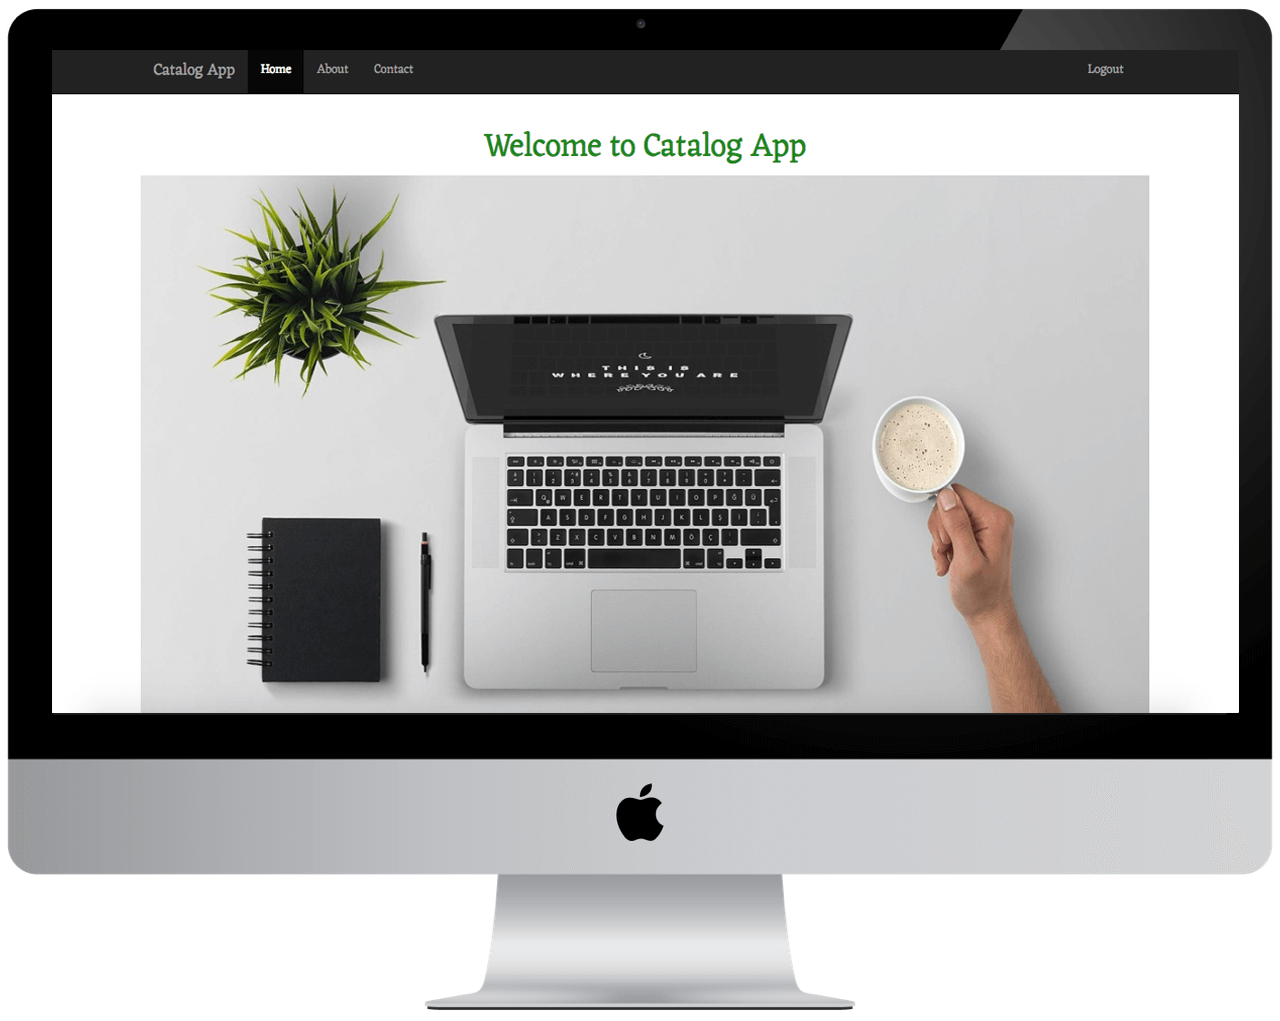 Catalog App Home About Contact Logout
Welcome to Catalog App
THIS IS
WHERE YOU ARE
Q W E R T Y U I O P Ğ Ü
A S D F G H J K L Ş İ
Z X C V B N M Ö Ç